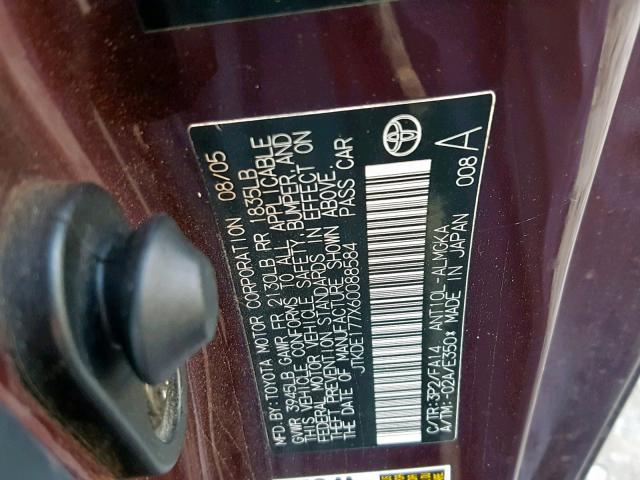 MFD.BY: TOYOTA MOTOR CORPORATION 08/05
GVWR 3945LB GAWR FR 2130LB RR 1835LB
THIS VEHICLE CONFORMS TO ALL APPLICABLE
FEDERAL MOTOR VEHICLE SAFETY, BUMPER, AND
THEFT PREVENTION STANDARDS IN EFFECT ON
THE DATE OF MANUFACTURE SHOWN ABOVE.
JTKDE177X60088584 PASS CAR
C/TR:3P2/FA14 ANT10L-ALMGKA
A/TM:-02A/E350* MADE IN JAPAN
008 A